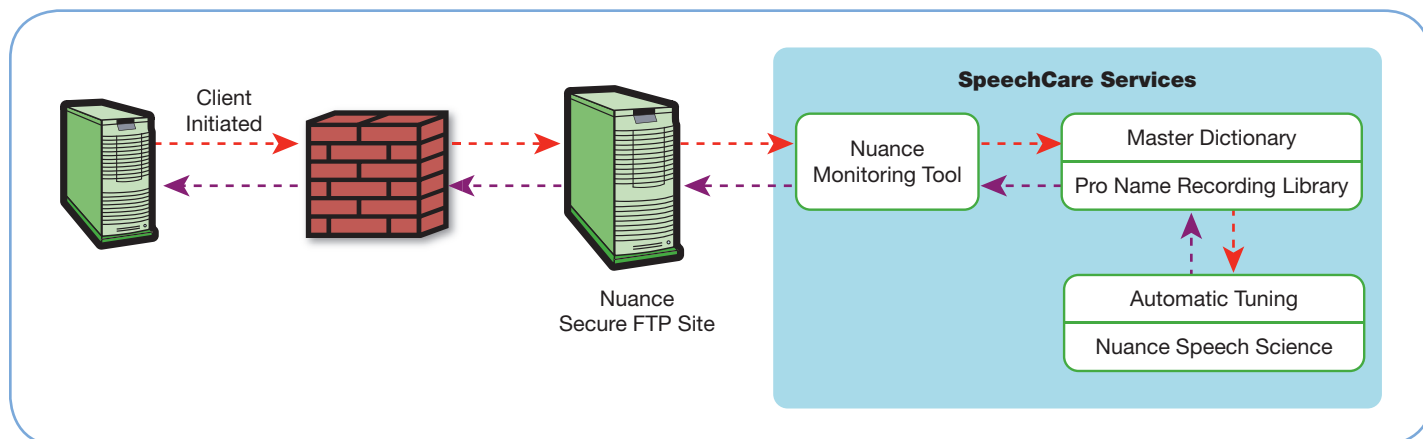 SpeechCare Services
Client
Initiated
Nuance
Monitoring Tool
Master Dictionary
Pro Name Recording Library
Nuance
Secure FTP Site
Automatic Tuning
Nuance Speech Science